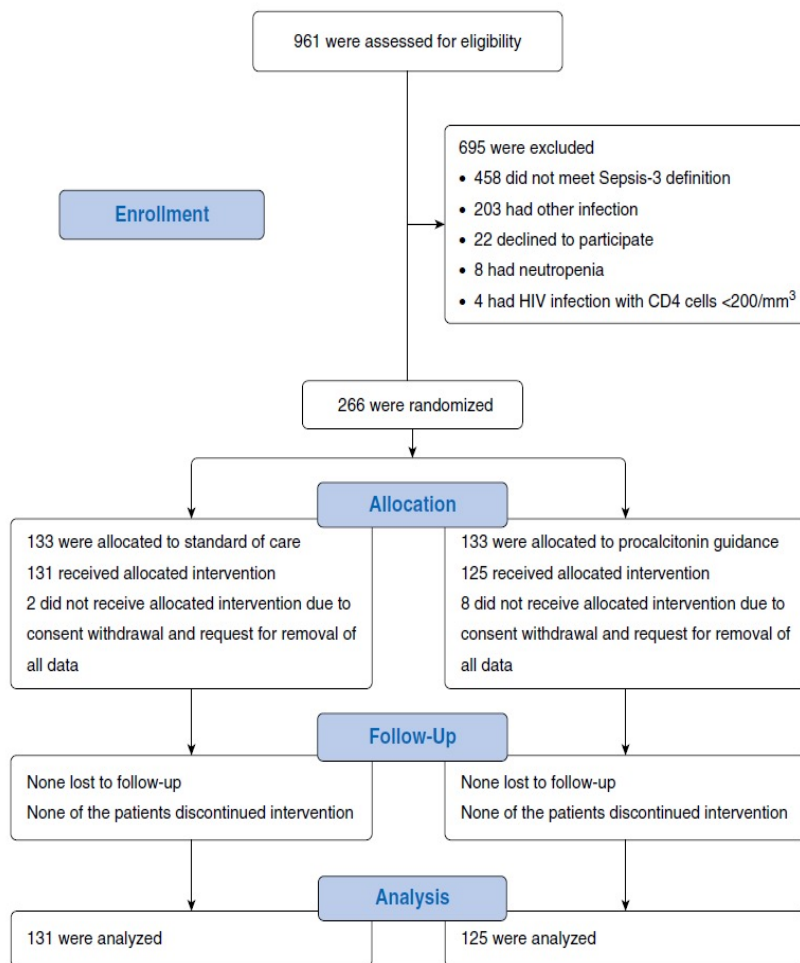 961 were assessed for eligibility
695 were excluded
• 458 did not meet Sepsis-3 definition
• 203 had other infection
• 22 declined to participate
• 8 had neutropenia
• 4 had HIV infection with CD4 cells <200/mm³
Enrollment
266 were randomized
Allocation
133 were allocated to standard of care
131 received allocated intervention
2 did not receive allocated intervention due to
consent withdrawal and request for removal of
all data
133 were allocated to procalcitonin guidance
125 received allocated intervention
8 did not receive allocated intervention due to
consent withdrawal and request for removal of
all data
Follow-Up
None lost to follow-up
None of the patients discontinued intervention
None lost to follow-up
None of the patients discontinued intervention
Analysis
131 were analyzed
125 were analyzed